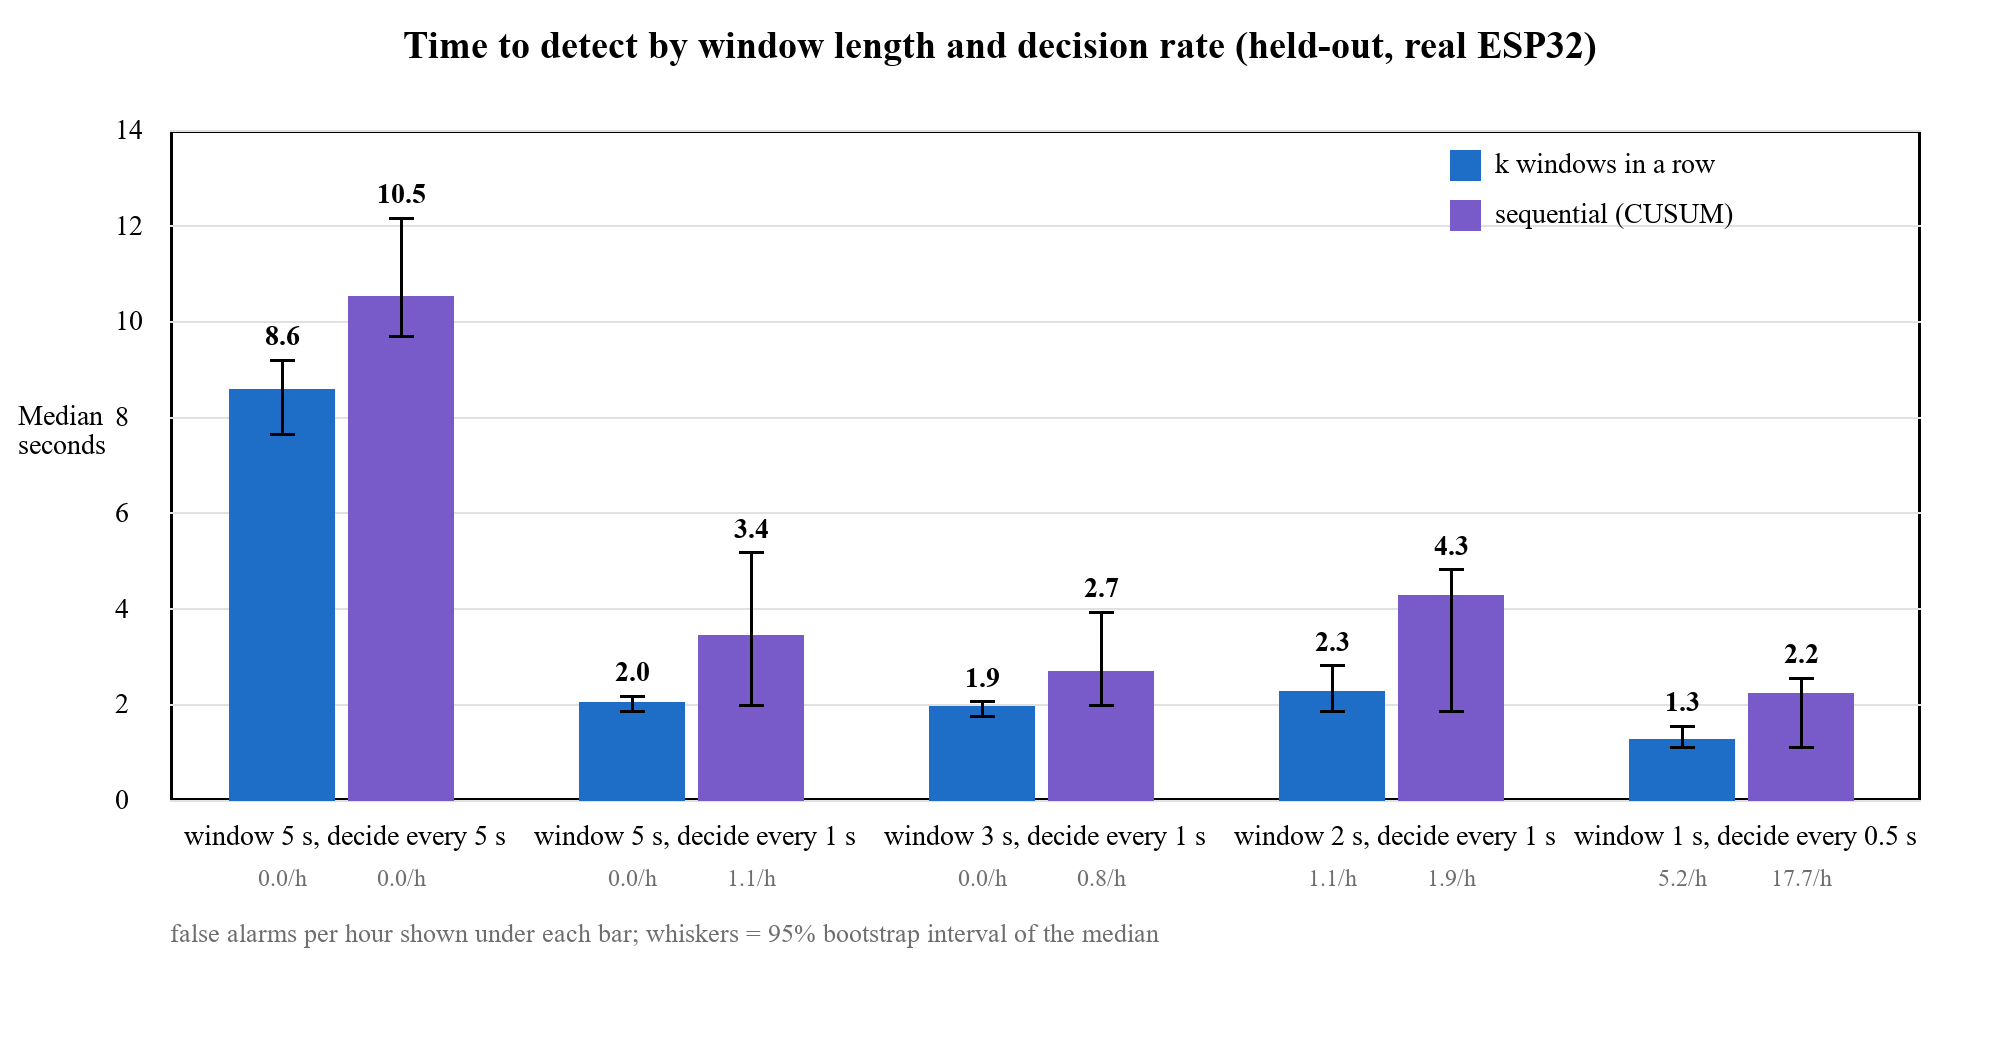 Time to detect by window length and decision rate (held-out, real ESP32)
14
12
10
8
6
4
2
0
Median
seconds
k windows in a row
sequential (CUSUM)
8.6
10.5
2.0
3.4
1.9
2.7
2.3
4.3
1.3
2.2
window 5 s, decide every 5 s
window 5 s, decide every 1 s
window 3 s, decide every 1 s
window 2 s, decide every 1 s
window 1 s, decide every 0.5 s
0.0/h
0.0/h
0.0/h
1.1/h
0.0/h
0.8/h
1.1/h
1.9/h
5.2/h
17.7/h
false alarms per hour shown under each bar; whiskers = 95% bootstrap interval of the median